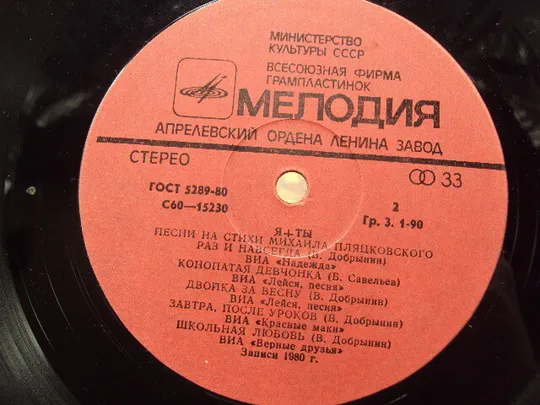 МИНИСТЕРСТВО
КУЛЬТУРЫ СССР
ВСЕСОЮЗНАЯ ФИРМА
ГРАМПЛАСТИНОК
МЕЛОДИЯ
АПРЕЛЕВСКИЙ ОРДЕНА ЛЕНИНА ЗАВОД
СТЕРЕО 33
ГОСТ 5289-80 2
С60—15230 Гр. 3. 1-90
Я+ТЫ
ПЕСНИ НА СТИХИ МИХАИЛА ПЛЯЦКОВСКОГО
РАЗ И НАВСЕГДА (В. Добрынин)
ВИА «Надежда»
КОНОПАТАЯ ДЕВЧОНКА (Б. Савельев)
ВИА «Лейся, песня»
ДВОЙКА ЗА ВЕСНУ (В. Добрынин)
ВИА «Лейся, песня»
ЗАВТРА, ПОСЛЕ УРОКОВ (В. Добрынин)
ВИА «Красные маки»
ШКОЛЬНАЯ ЛЮБОВЬ (В. Добрынин)
ВИА «Верные друзья»
Записи 1980 г.